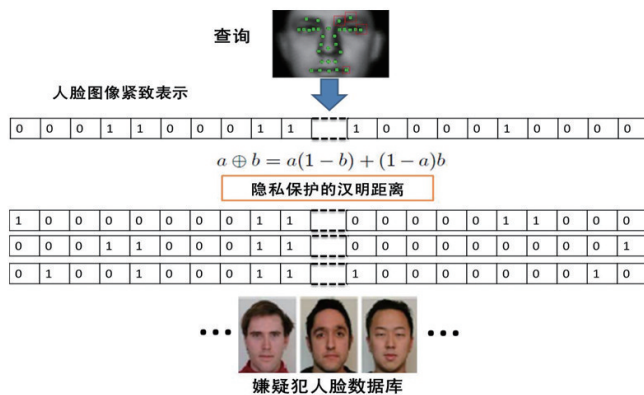 查询
人脸图像紧致表示
0 0 0 1 1 0 0 0 1 1 1 0 0 0 0 1 0 0 0 0
a ⊕ b = a(1 - b) + (1 - a)b
隐私保护的汉明距离
1 0 0 0 0 0 0 0 1 1 0 0 0 0 0 1 1 0 0 0
0 0 0 1 1 0 0 0 1 1 0 0 0 0 0 0 0 0 0 1
0 1 0 0 1 0 0 0 1 1 1 0 0 0 0 0 0 0 1 0
••• •••
嫌疑犯人脸数据库